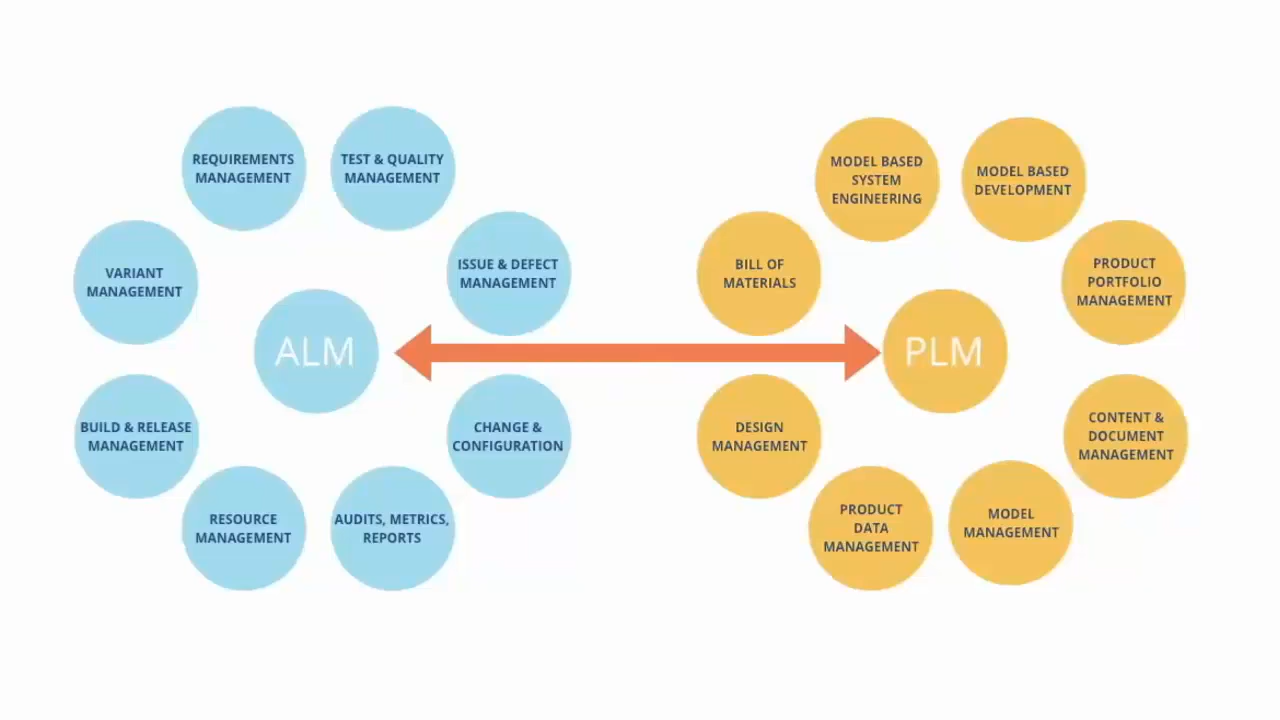 REQUIREMENTS
MANAGEMENT
TEST & QUALITY
MANAGEMENT
ISSUE & DEFECT
MANAGEMENT
VARIANT
MANAGEMENT
ALM
BUILD & RELEASE
MANAGEMENT
CHANGE &
CONFIGURATION
RESOURCE
MANAGEMENT
AUDITS, METRICS,
REPORTS
MODEL BASED
SYSTEM
ENGINEERING
MODEL BASED
DEVELOPMENT
BILL OF
MATERIALS
PRODUCT
PORTFOLIO
MANAGEMENT
PLM
DESIGN
MANAGEMENT
CONTENT &
DOCUMENT
MANAGEMENT
PRODUCT
DATA
MANAGEMENT
MODEL
MANAGEMENT